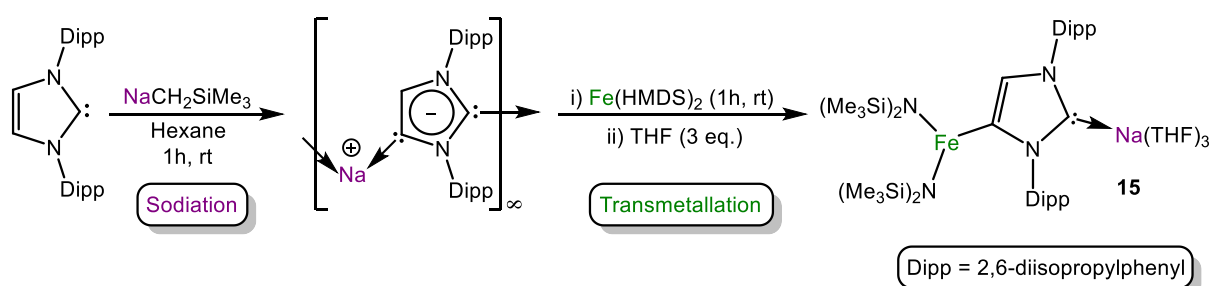 Dipp
N
:
N
Dipp
NaCH2SiMe3
Hexane
1h, rt
Sodiation
Dipp
N
−
:
N
Dipp
⊕
Na
∞
i) Fe(HMDS)2 (1h, rt)
ii) THF (3 eq.)
Transmetallation
Dipp
N
(Me3Si)2N
Fe
:
Na(THF)3
N
(Me3Si)2N
Dipp
15
Dipp = 2,6-diisopropylphenyl